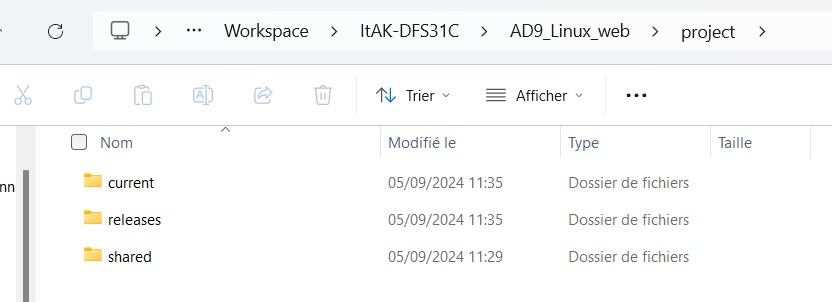 … Workspace > ItAK-DFS31C > AD9_Linux_web > project >
Trier Afficher
Nom Modifié le Type Taille
nn
current 05/09/2024 11:35 Dossier de fichiers
releases 05/09/2024 11:35 Dossier de fichiers
shared 05/09/2024 11:29 Dossier de fichiers